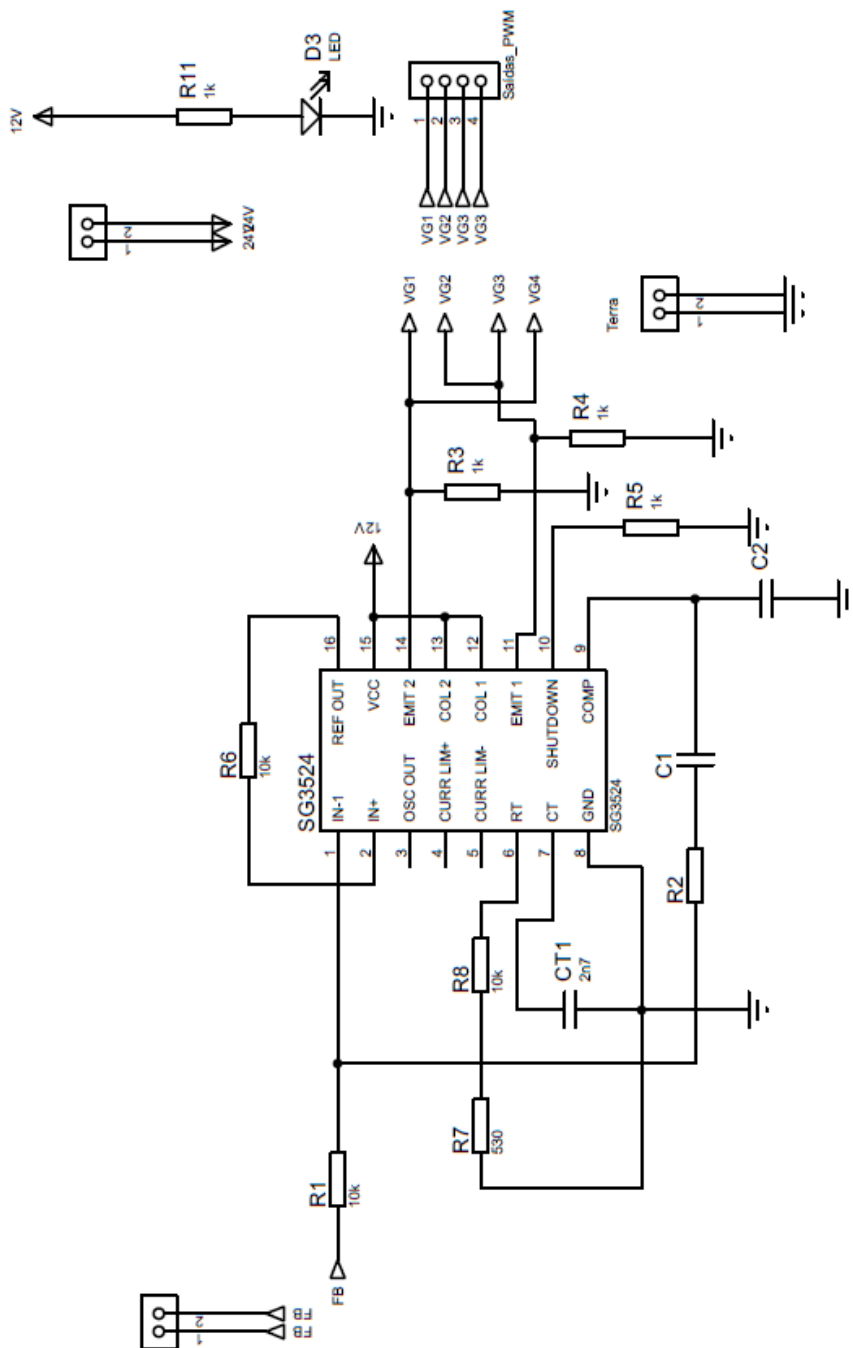 12V
R11
1k
D3
LED
1
2
3
4
Saídas_PWM
VG1
VG2
VG3
VG3
2
1
24V
24V
VG1
VG2
VG3
VG4
Terra
2
1
R3
1k
R4
1k
R5
1k
12V
C2
R6
10k
SG3524
1
IN-1
REF OUT
16
2
IN+
VCC
15
3
OSC OUT
EMIT 2
14
4
CURR LIM+
COL 2
13
5
CURR LIM-
COL 1
12
6
RT
EMIT 1
11
7
CT
SHUTDOWN
10
8
GND
COMP
9
SG3524
C1
R2
R8
10k
CT1
2n7
R7
530
R1
10k
FB
2
1
FB
FB